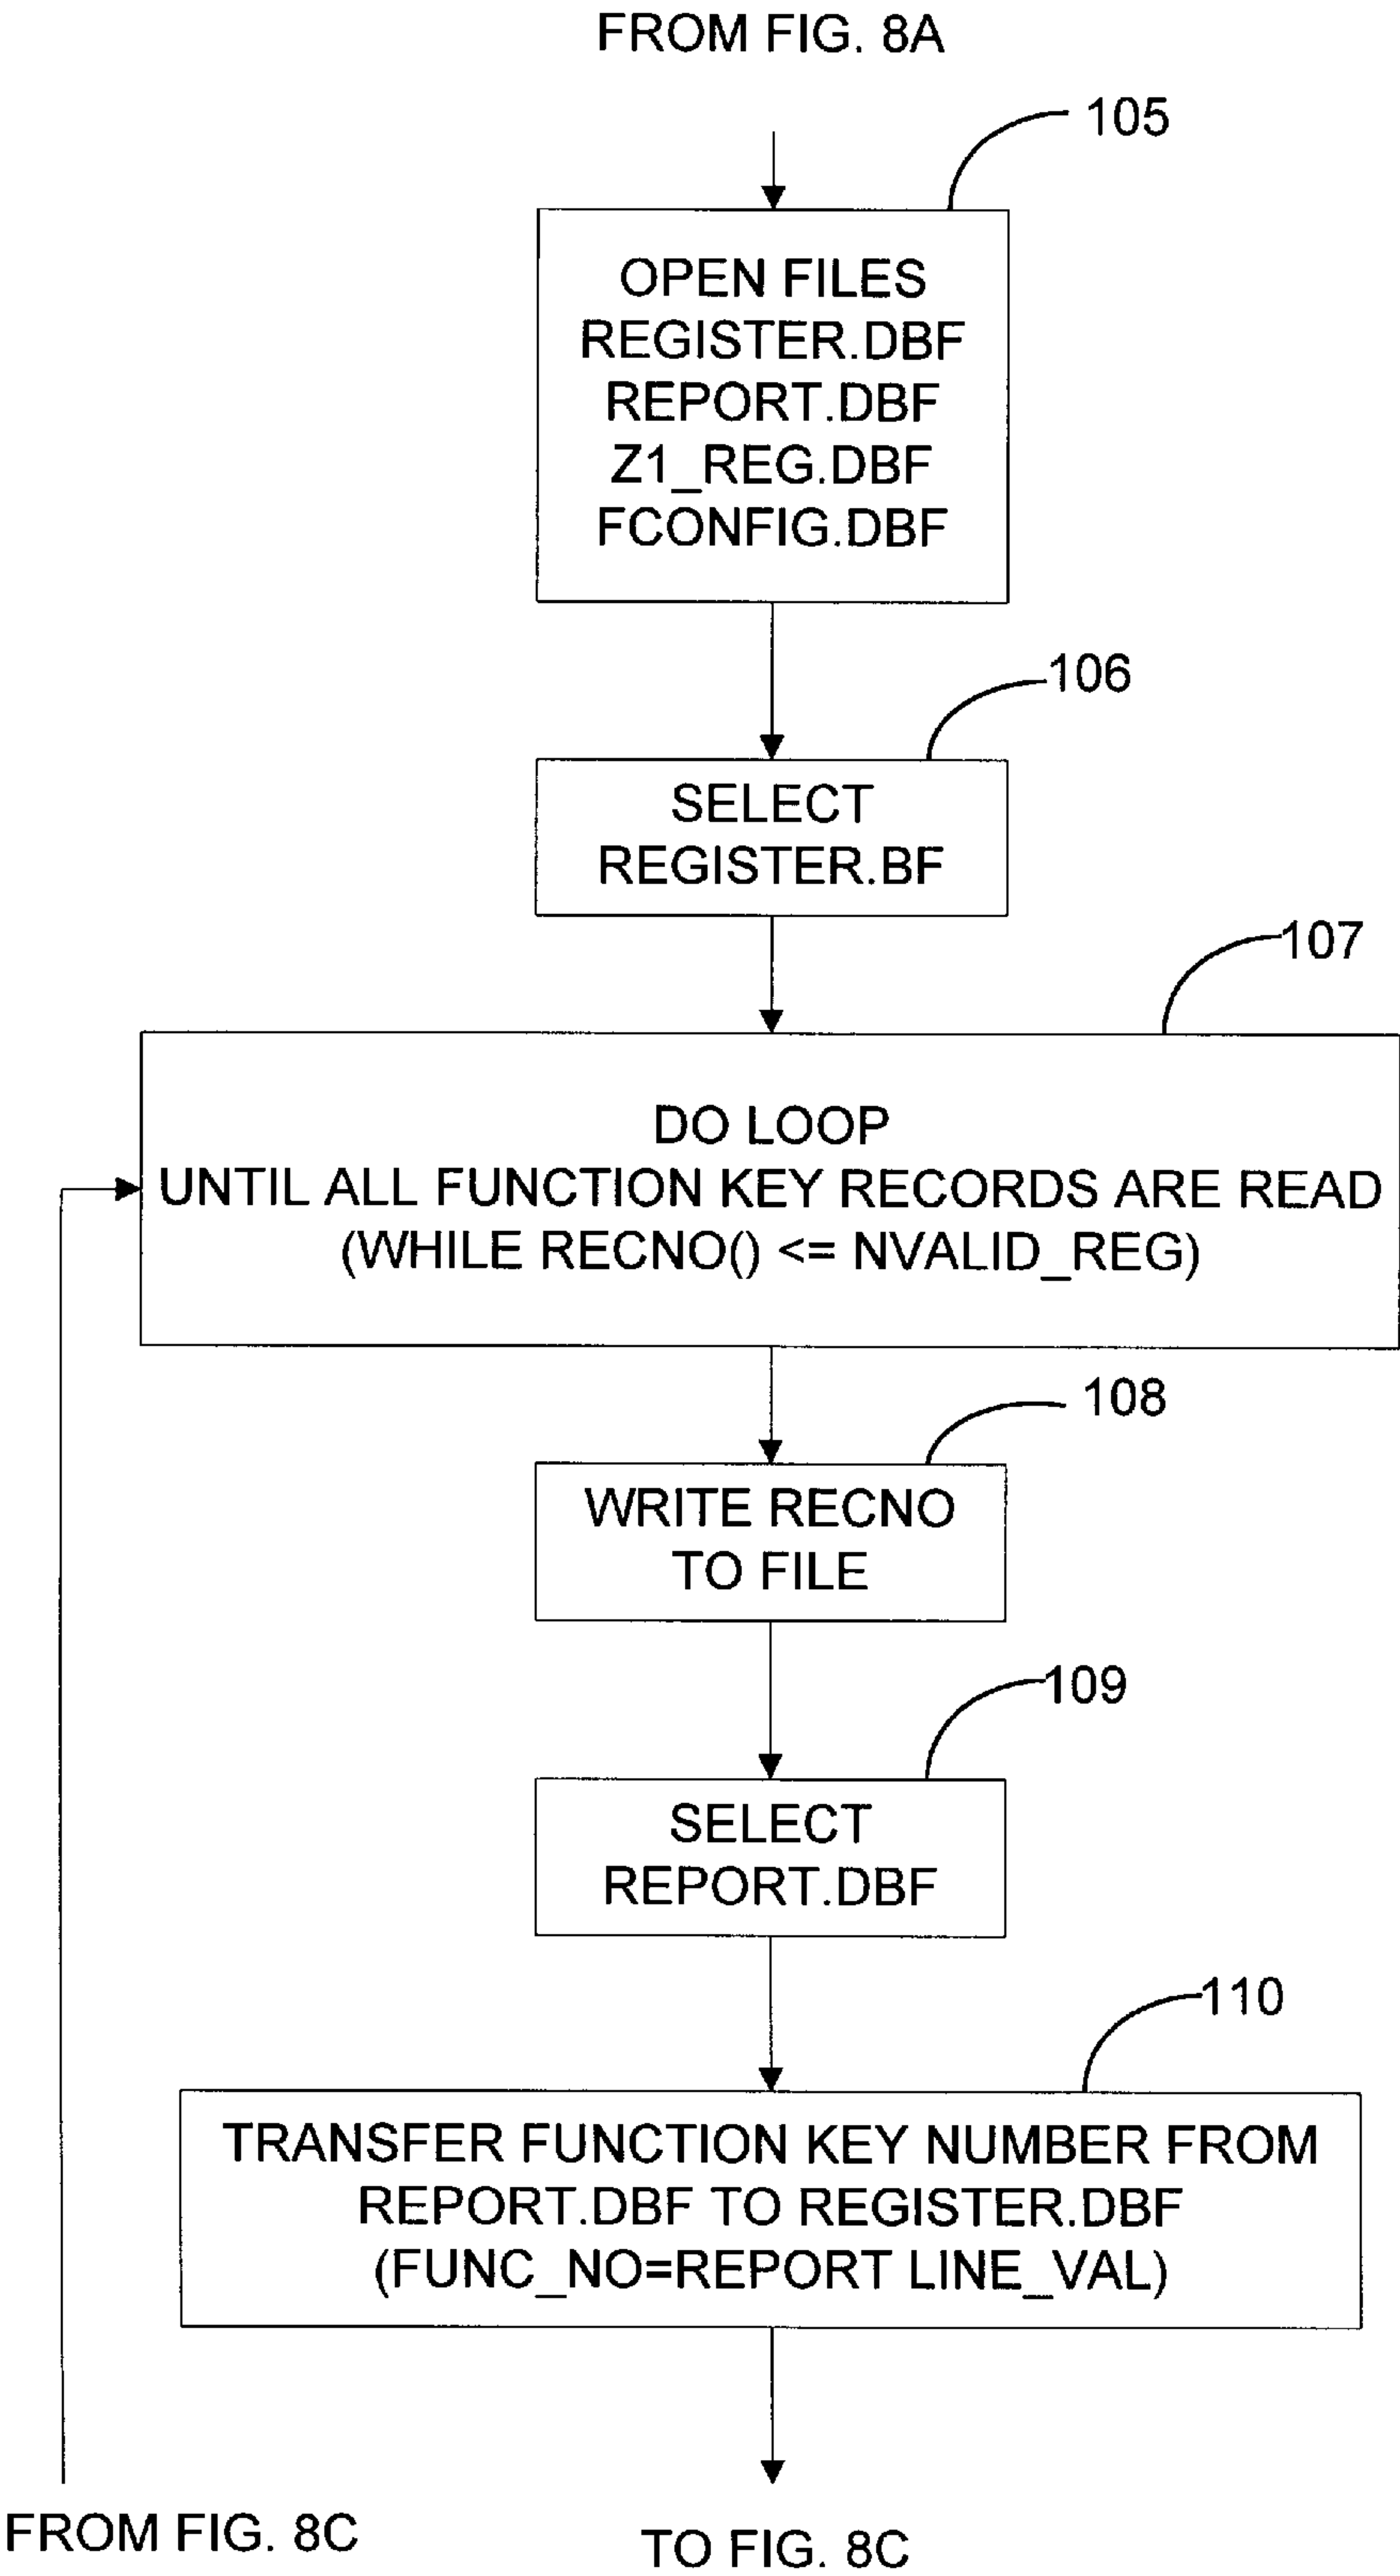 FROM FIG. 8A
105
OPEN FILES
REGISTER.DBF
REPORT.DBF
Z1_REG.DBF
FCONFIG.DBF
106
SELECT
REGISTER.BF
107
DO LOOP
UNTIL ALL FUNCTION KEY RECORDS ARE READ
(WHILE RECNO() <= NVALID_REG)
108
WRITE RECNO
TO FILE
109
SELECT
REPORT.DBF
110
TRANSFER FUNCTION KEY NUMBER FROM
REPORT.DBF TO REGISTER.DBF
(FUNC_NO=REPORT LINE_VAL)
FROM FIG. 8C
TO FIG. 8C